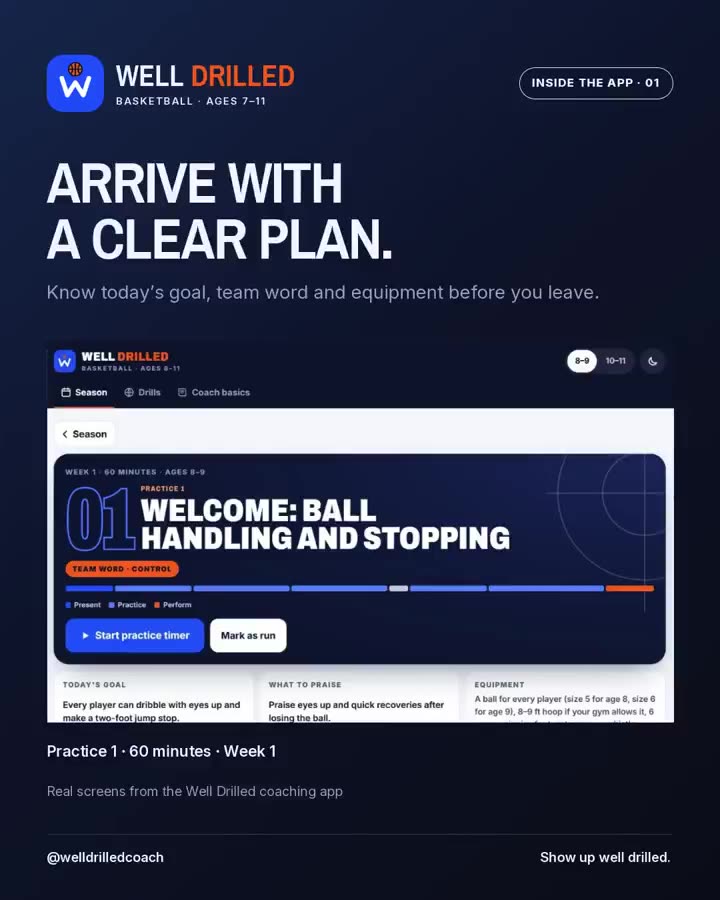 WELL DRILLED
BASKETBALL · AGES 7–11
INSIDE THE APP · 01
ARRIVE WITH
A CLEAR PLAN.
Know today’s goal, team word and equipment before you leave.
WELL DRILLED
BASKETBALL · AGES 8–11
8–9
10–11
Season
Drills
Coach basics
Season
WEEK 1 · 60 MINUTES · AGES 8–9
01
PRACTICE 1
WELCOME: BALL
HANDLING AND STOPPING
TEAM WORD · CONTROL
Present
Practice
Perform
Start practice timer
Mark as run
TODAY'S GOAL
Every player can dribble with eyes up and
make a two-foot jump stop.
WHAT TO PRAISE
Praise eyes up and quick recoveries after
losing the ball.
EQUIPMENT
A ball for every player (size 5 for age 8, size 6
for age 9), 8–9 ft hoop if your gym allows it, 6
Practice 1 · 60 minutes · Week 1
Real screens from the Well Drilled coaching app
@welldrilledcoach
Show up well drilled.